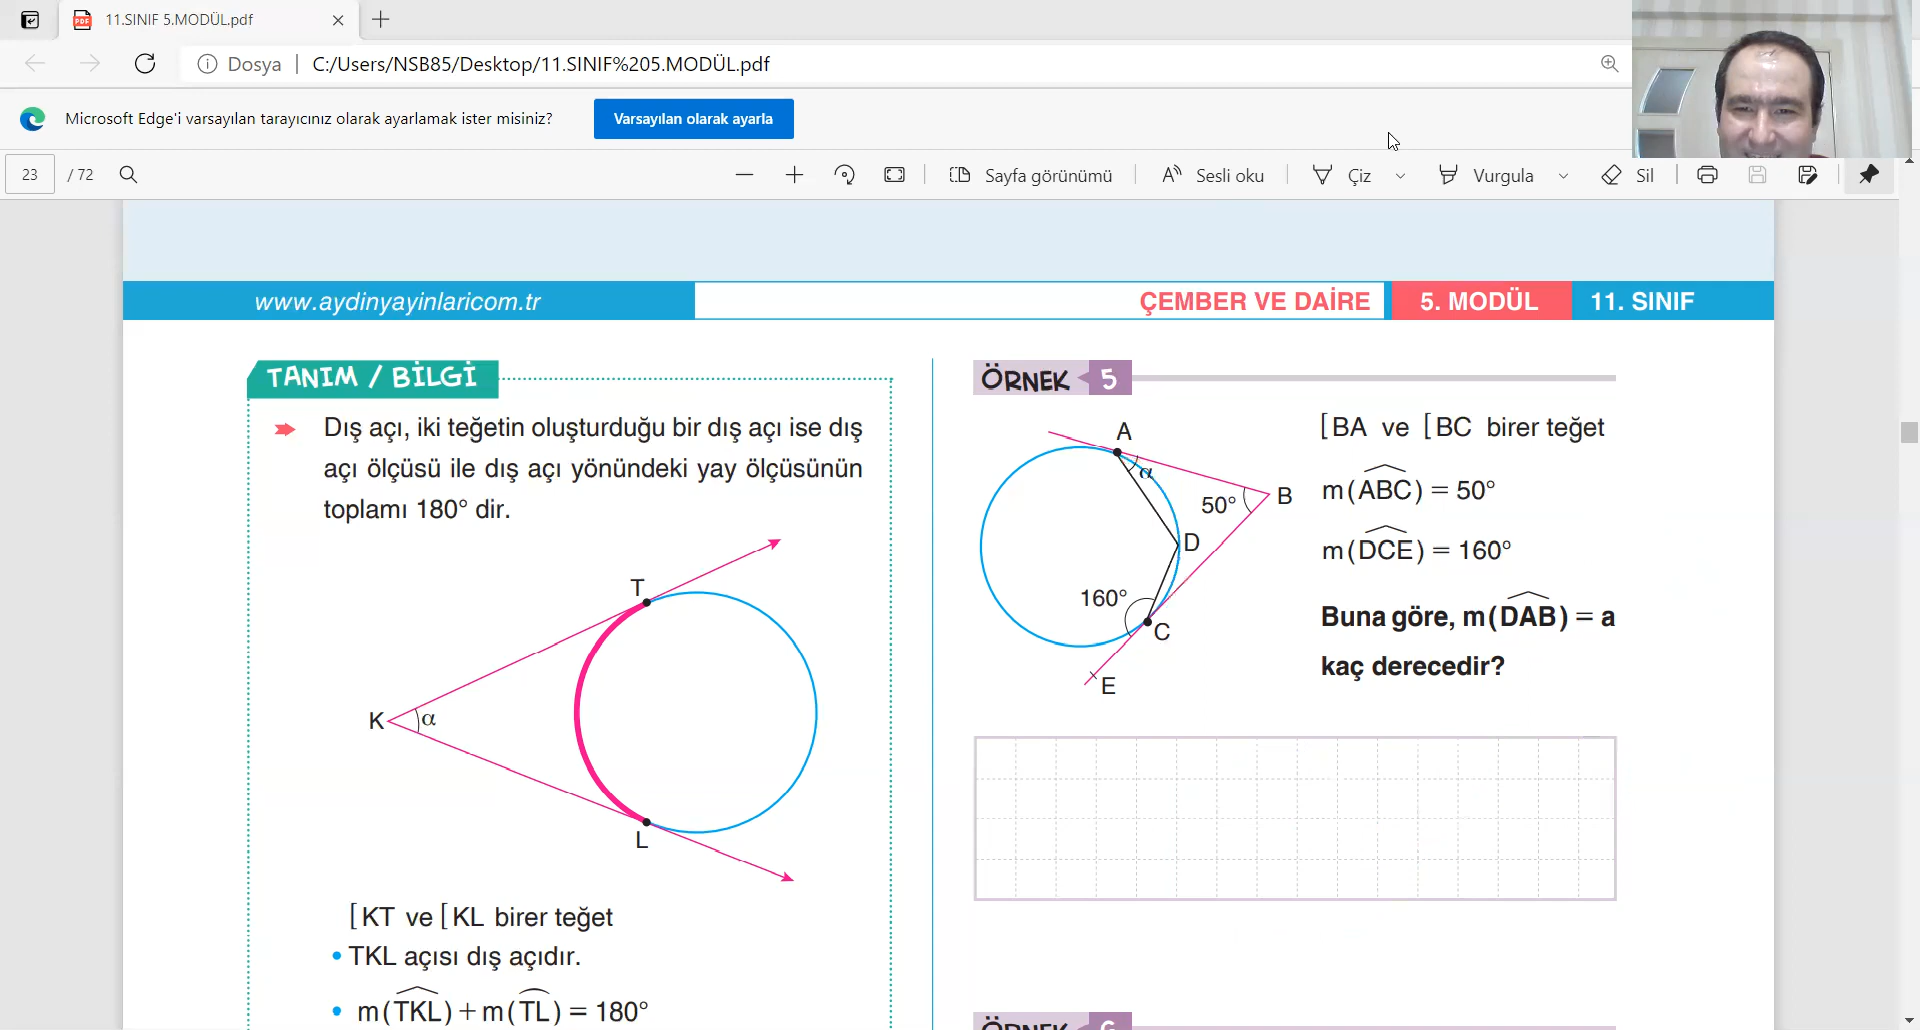 11.SINIF 5.MODÜL.pdf
Dosya | C:/Users/NSB85/Desktop/11.SINIF%205.MODÜL.pdf
Microsoft Edge'i varsayılan tarayıcınız olarak ayarlamak ister misiniz? Varsayılan olarak ayarla
23 / 72 Sayfa görünümü Sesli oku Çiz Vurgula Sil
www.aydinyayinlaricom.tr ÇEMBER VE DAİRE 5. MODÜL 11. SINIF
TANIM / BİLGİ
Dış açı, iki teğetin oluşturduğu bir dış açı ise dış
açı ölçüsü ile dış açı yönündeki yay ölçüsünün
toplamı 180° dir.
T
K α
L
[KT ve [KL birer teğet
• TKL açısı dış açıdır.
• m(TKL) + m(TL) = 180°
ÖRNEK 5
A
α
50° B
D
160°
C
E
[BA ve [BC birer teğet
m(ABC) = 50°
m(DCE) = 160°
Buna göre, m(DAB) = a
kaç derecedir?
ÖRNEK 6